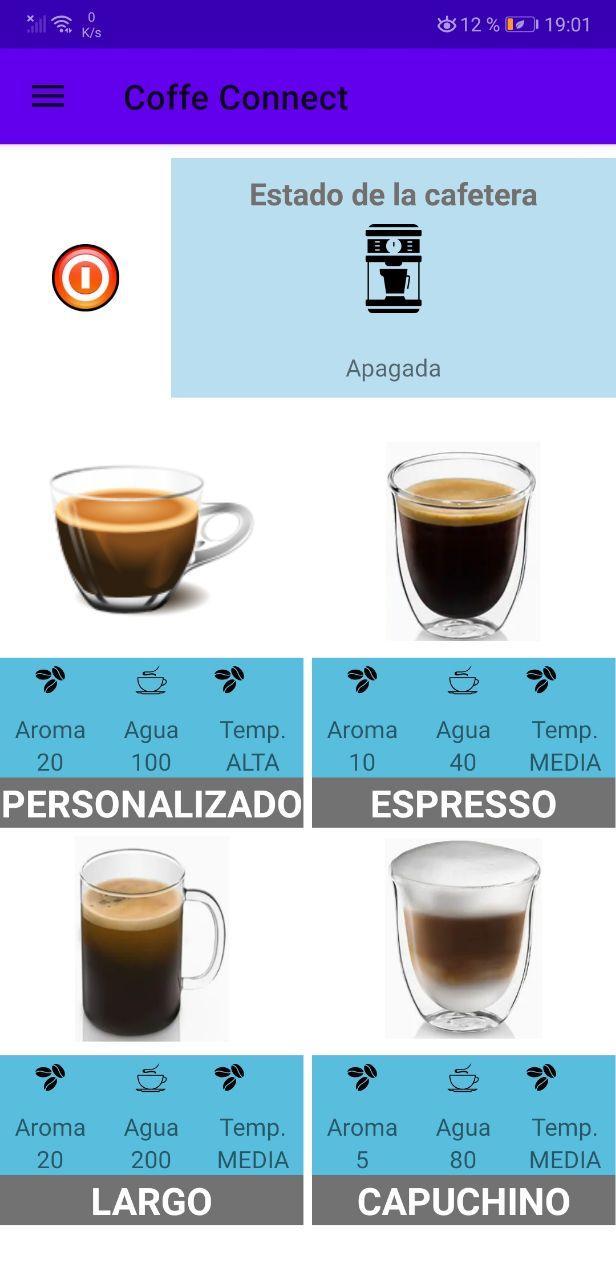 0
K/s
12 %
19:01
Coffe Connect
Estado de la cafetera
Apagada
Aroma Agua Temp.
20 100 ALTA
PERSONALIZADO
Aroma Agua Temp.
10 40 MEDIA
ESPRESSO
Aroma Agua Temp.
20 200 MEDIA
LARGO
Aroma Agua Temp.
5 80 MEDIA
CAPUCHINO